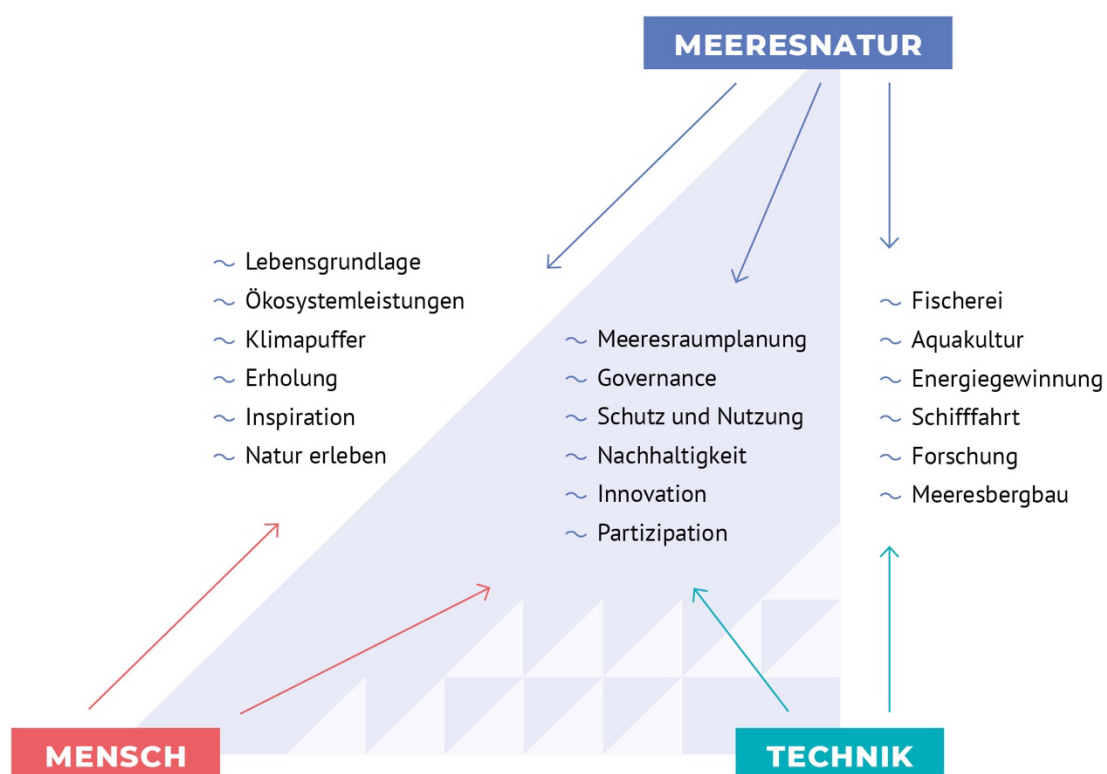 MEERESNATUR
~ Lebensgrundlage
~ Ökosystemleistungen
~ Klimapuffer
~ Erholung
~ Inspiration
~ Natur erleben
~ Meeresraumplanung
~ Governance
~ Schutz und Nutzung
~ Nachhaltigkeit
~ Innovation
~ Partizipation
~ Fischerei
~ Aquakultur
~ Energiegewinnung
~ Schifffahrt
~ Forschung
~ Meeresbergbau
MENSCH
TECHNIK